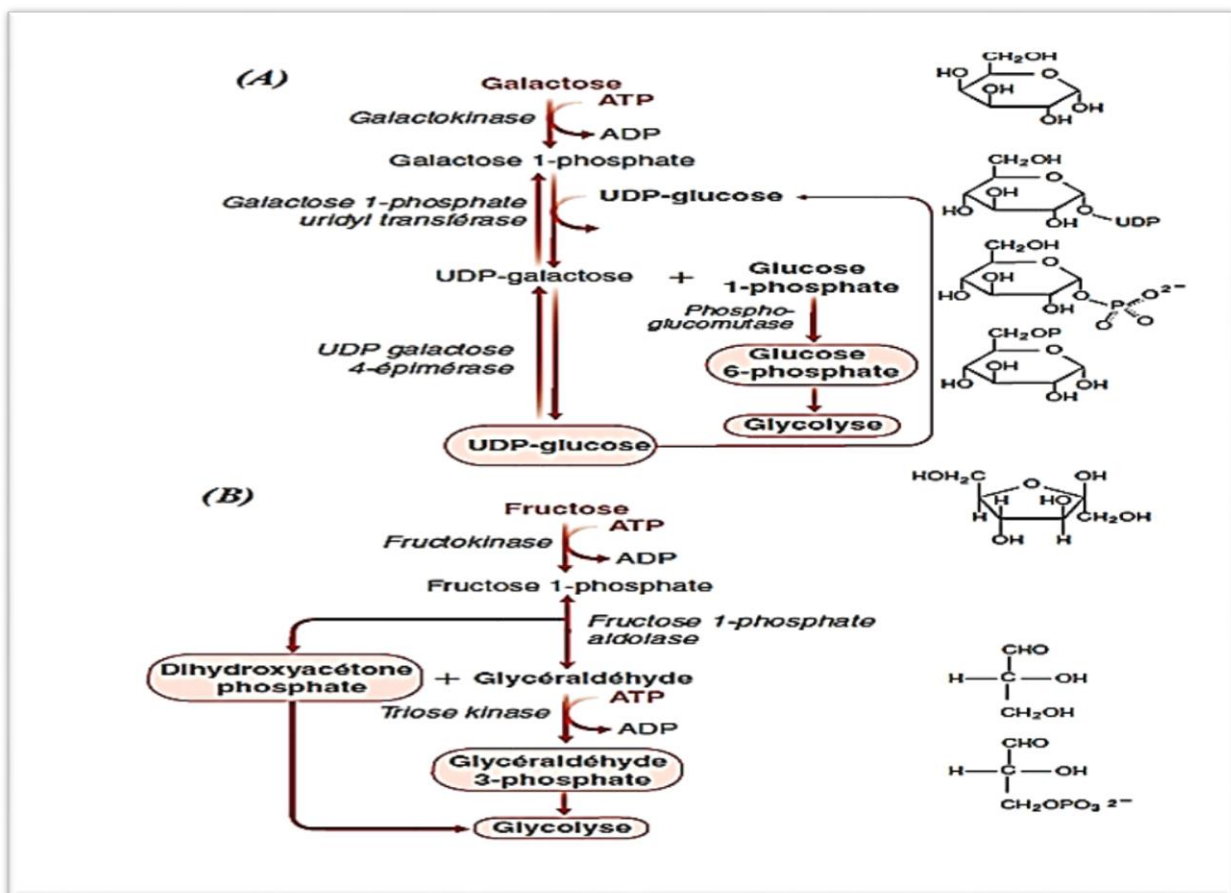 (A)
Galactose
ATP
Galactokinase
ADP
Galactose 1-phosphate
Galactose 1-phosphate
uridyl transférase
UDP-glucose
UDP-galactose + Glucose
1-phosphate
Phospho-
glucomutase
UDP galactose
4-épimérase
Glucose
6-phosphate
Glycolyse
UDP-glucose
CH₂OH
HO
O
OH
OH
OH
CH₂OH
O
OH
HO
O
OH
UDP
CH₂OH
O
OH
HO
O
OH
P
O²⁻
O
O
CH₂OP
O
OH
HO
OH
OH
(B)
Fructose
ATP
Fructokinase
ADP
Fructose 1-phosphate
Fructose 1-phosphate
aldolase
Dihydroxyacétone
phosphate
+ Glycéraldéhyde
ATP
Triose kinase
ADP
Glycéraldéhyde
3-phosphate
Glycolyse
HOH₂C
O
OH
H
H
HO
CH₂OH
OH
H
CHO
H—C—OH
CH₂OH
CHO
H—C—OH
CH₂OPO₃ ²⁻